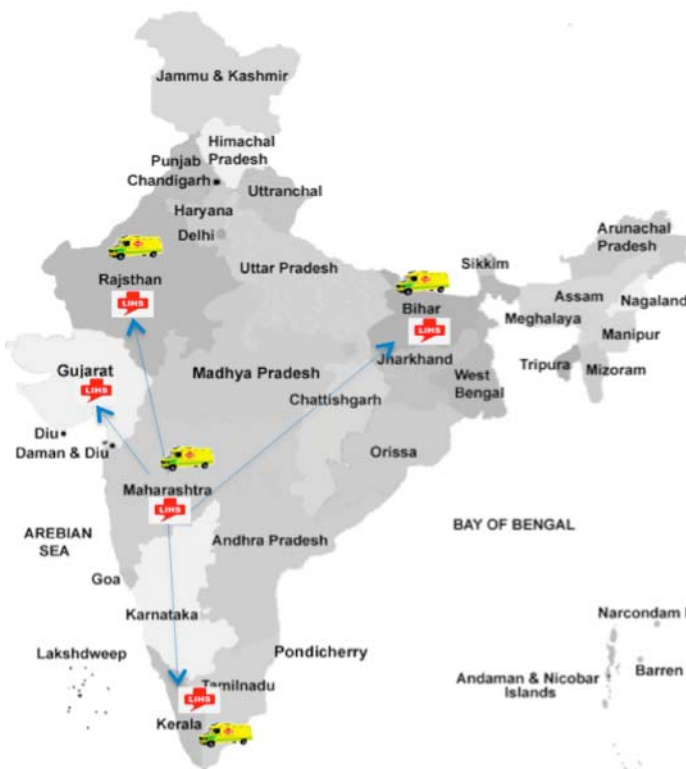 Jammu & Kashmir
Himachal
Pradesh
Punjab
Chandigarh
Uttranchal
Haryana
Delhi
Arunachal
Pradesh
Sikkim
Uttar Pradesh
Rajsthan
LIHS
Bihar
LIHS
Assam
Nagaland
Meghalaya
Manipur
Jharkhand
Tripura
Mizoram
Gujarat
LIHS
Madhya Pradesh
West
Bengal
Chattishgarh
Diu
Daman & Diu
Orissa
Maharashtra
LIHS
AREBIAN
SEA
Andhra Pradesh
BAY OF BENGAL
Goa
Karnataka
Narcondam
Lakshdweep
Pondicherry
Barren
Andaman & Nicobar
Islands
Tamilnadu
LIHS
Kerala